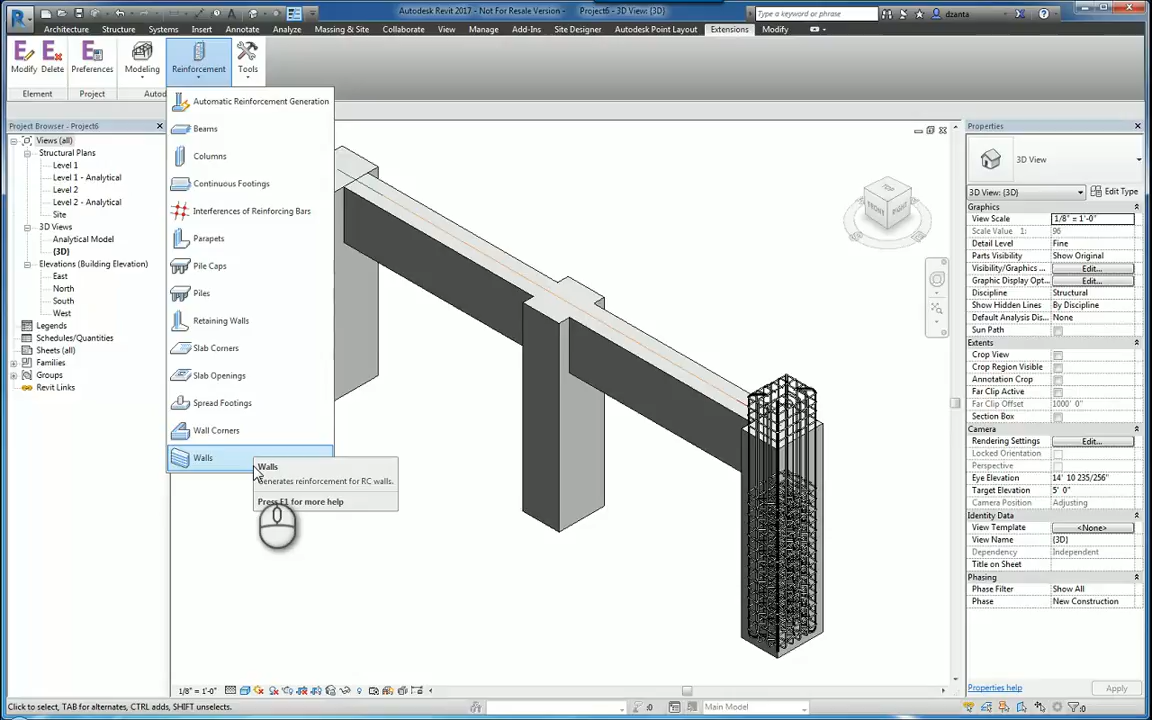 Autodesk Revit 2017 - Not For Resale Version -    Project6 - 3D View: {3D}
Type a keyword or phrase
dzanta
Architecture Structure Systems Insert Annotate Analyze Massing & Site Collaborate View Manage Add-Ins Site Designer Autodesk Point Layout Extensions Modify
Modify Delete Preferences Modeling Reinforcement Tools
Element Project Autod
Project Browser - Project6
Views (all)
Structural Plans
Level 1
Level 1 - Analytical
Level 2
Level 2 - Analytical
Site
3D Views
Analytical Model
{3D}
Elevations (Building Elevation)
East
North
South
West
Legends
Schedules/Quantities
Sheets (all)
Families
Groups
Revit Links
Automatic Reinforcement Generation
Beams
Columns
Continuous Footings
Interferences of Reinforcing Bars
Parapets
Pile Caps
Piles
Retaining Walls
Slab Corners
Slab Openings
Spread Footings
Wall Corners
Walls
Walls
Generates reinforcement for RC walls.
Press F1 for more help
TOP
FRONT RIGHT
Properties
3D View
3D View: {3D} Edit Type
Graphics
View Scale 1/8" = 1'-0"
Scale Value 1: 96
Detail Level Fine
Parts Visibility Show Original
Visibility/Graphics ... Edit...
Graphic Display Opt... Edit...
Discipline Structural
Show Hidden Lines By Discipline
Default Analysis Dis... None
Sun Path
Extents
Crop View
Crop Region Visible
Annotation Crop
Far Clip Active
Far Clip Offset 1000' 0"
Section Box
Camera
Rendering Settings Edit...
Locked Orientation
Perspective
Eye Elevation 14' 10 235/256"
Target Elevation 5' 0"
Camera Position Adjusting
Identity Data
View Template <None>
View Name {3D}
Dependency Independent
Title on Sheet
Phasing
Phase Filter Show All
Phase New Construction
Properties help Apply
1/8" = 1'-0"
Click to select, TAB for alternates, CTRL adds, SHIFT unselects.
:0 Main Model :0